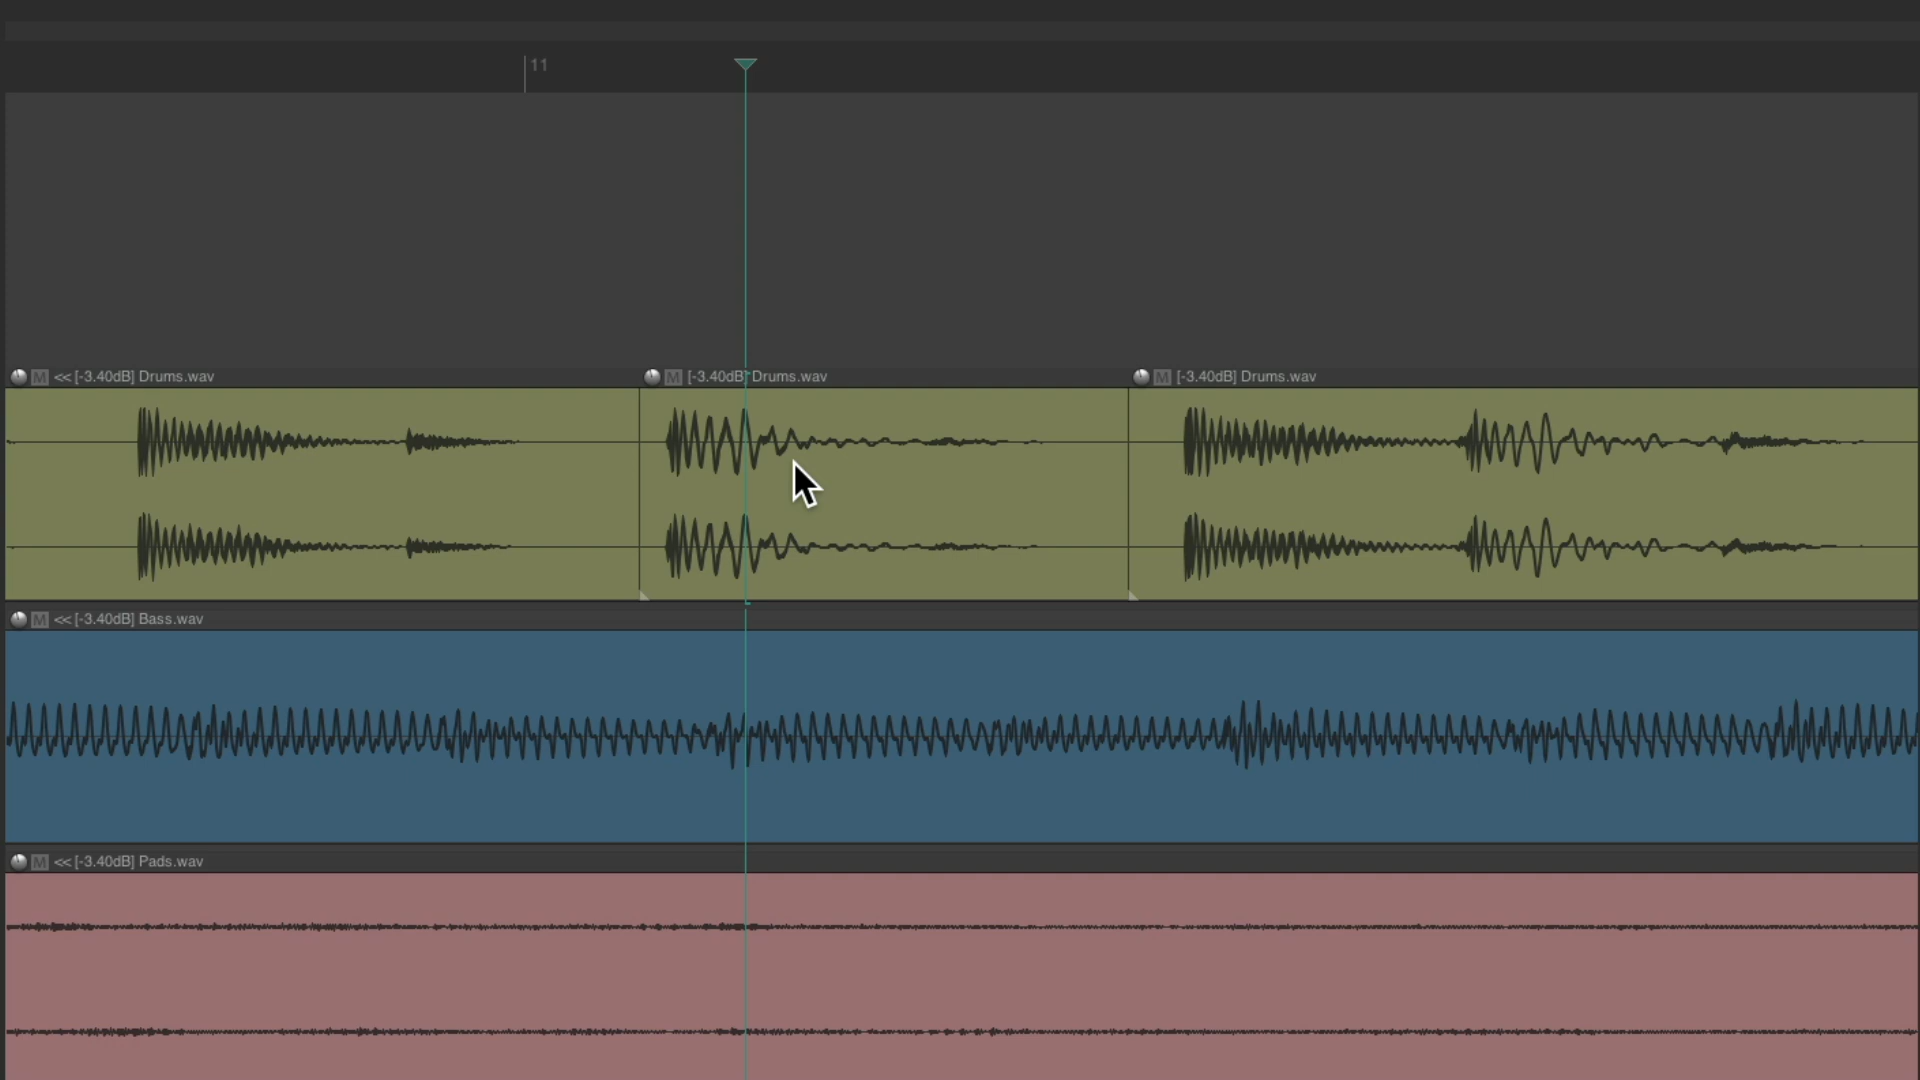 11
M << [-3.40dB] Drums.wav
M [-3.40dB] Drums.wav
M [-3.40dB] Drums.wav
M << [-3.40dB] Bass.wav
M << [-3.40dB] Pads.wav